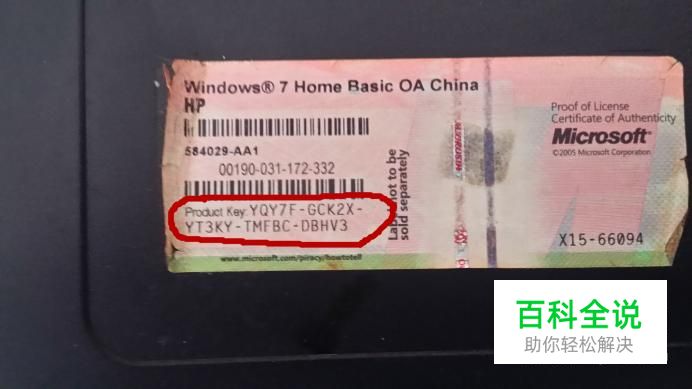 Windows® 7 Home Basic OA China
HP
584029-AA1
00190-031-172-332
Product Key: YQY7F-GCK2X-
YT3KY-TMFBC-DBHV3
www.microsoft.com/piracy/howtotell
not to be
sold separately
Proof of License
Certificate of Authenticity
Microsoft®
©2005 Microsoft Corporation
X15-66094
百科全说
助你轻松解决